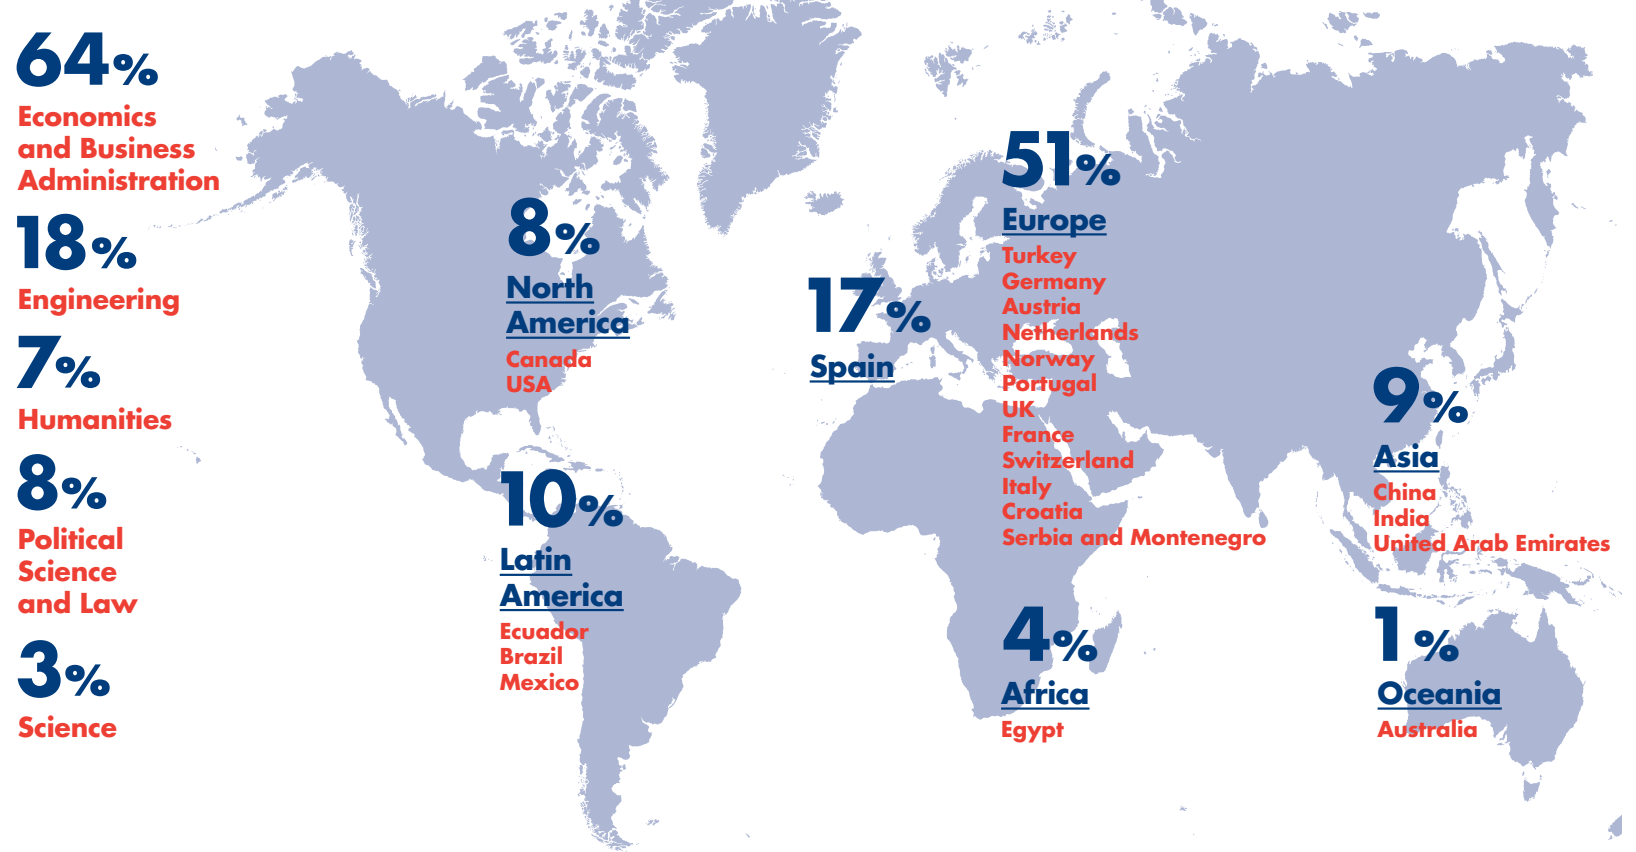 64%
Economics
and Business
Administration
18%
Engineering
7%
Humanities
8%
Political
Science
and Law
3%
Science
8%
North
America
Canada
USA
10%
Latin
America
Ecuador
Brazil
Mexico
17%
Spain
51%
Europe
Turkey
Germany
Austria
Netherlands
Norway
Portugal
UK
France
Switzerland
Italy
Croatia
Serbia and Montenegro
4%
Africa
Egypt
9%
Asia
China
India
United Arab Emirates
1%
Oceania
Australia